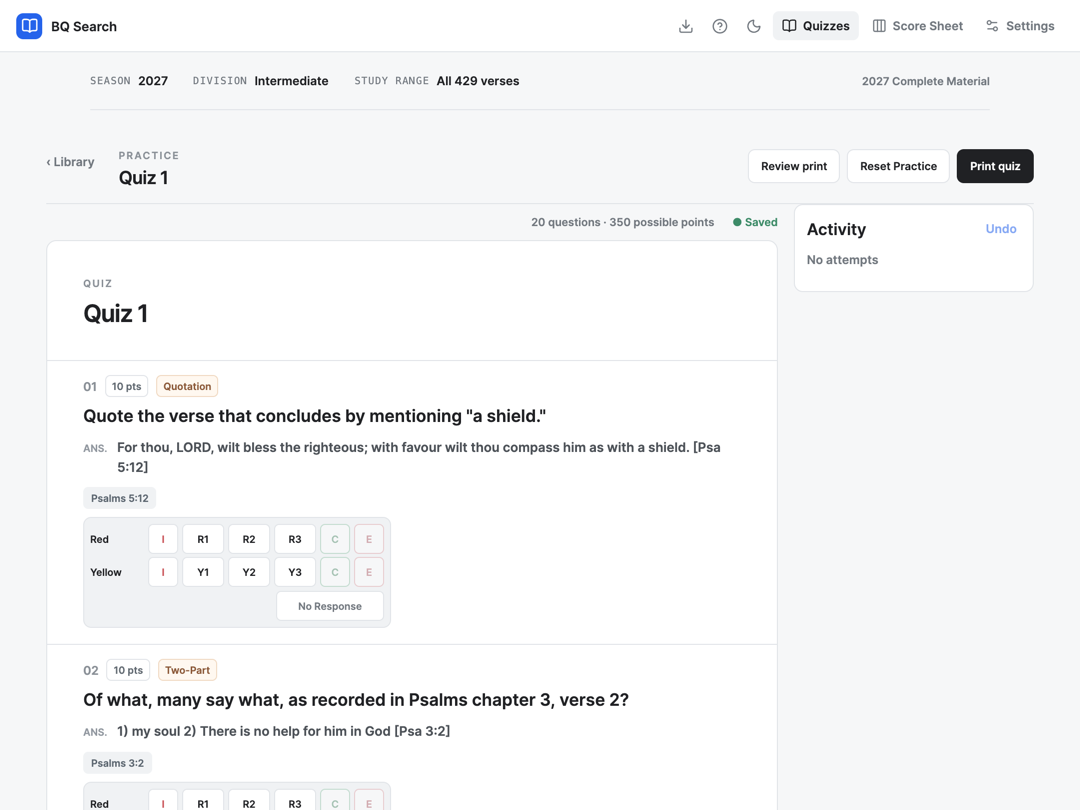 BQ Search
Quizzes
Score Sheet
Settings
SEASON 2027 DIVISION Intermediate STUDY RANGE All 429 verses
2027 Complete Material
‹ Library
PRACTICE
Quiz 1
Review print
Reset Practice
Print quiz
20 questions · 350 possible points
Saved
Activity
Undo
No attempts
QUIZ
Quiz 1
01 10 pts Quotation
Quote the verse that concludes by mentioning "a shield."
ANS. For thou, LORD, wilt bless the righteous; with favour wilt thou compass him as with a shield. [Psa
5:12]
Psalms 5:12
Red I R1 R2 R3 C E
Yellow I Y1 Y2 Y3 C E
No Response
02 10 pts Two-Part
Of what, many say what, as recorded in Psalms chapter 3, verse 2?
ANS. 1) my soul 2) There is no help for him in God [Psa 3:2]
Psalms 3:2
Red I R1 R2 R3 C E